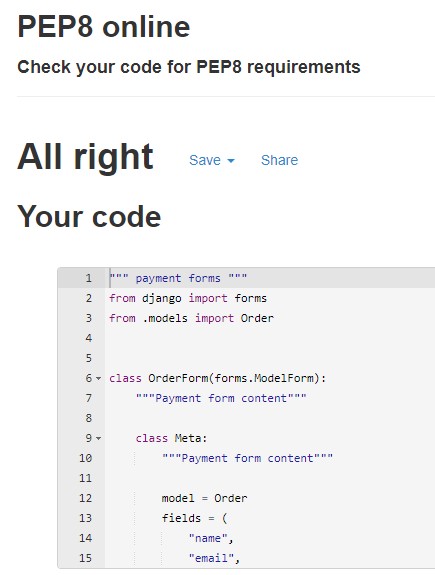 PEP8 online
Check your code for PEP8 requirements
All right Save Share
Your code
1 """ payment forms """
2 from django import forms
3 from .models import Order
4
5
6 class OrderForm(forms.ModelForm):
7 """Payment form content"""
8
9 class Meta:
10 """Payment form content"""
11
12 model = Order
13 fields = (
14 "name",
15 "email",